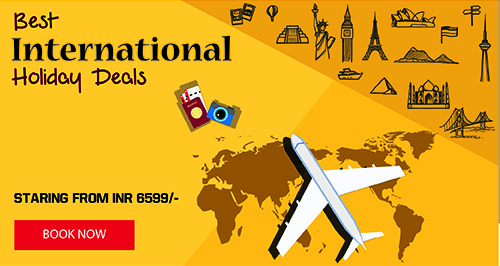 Best
International
Holiday Deals
STARING FROM INR 6599/-
BOOK NOW